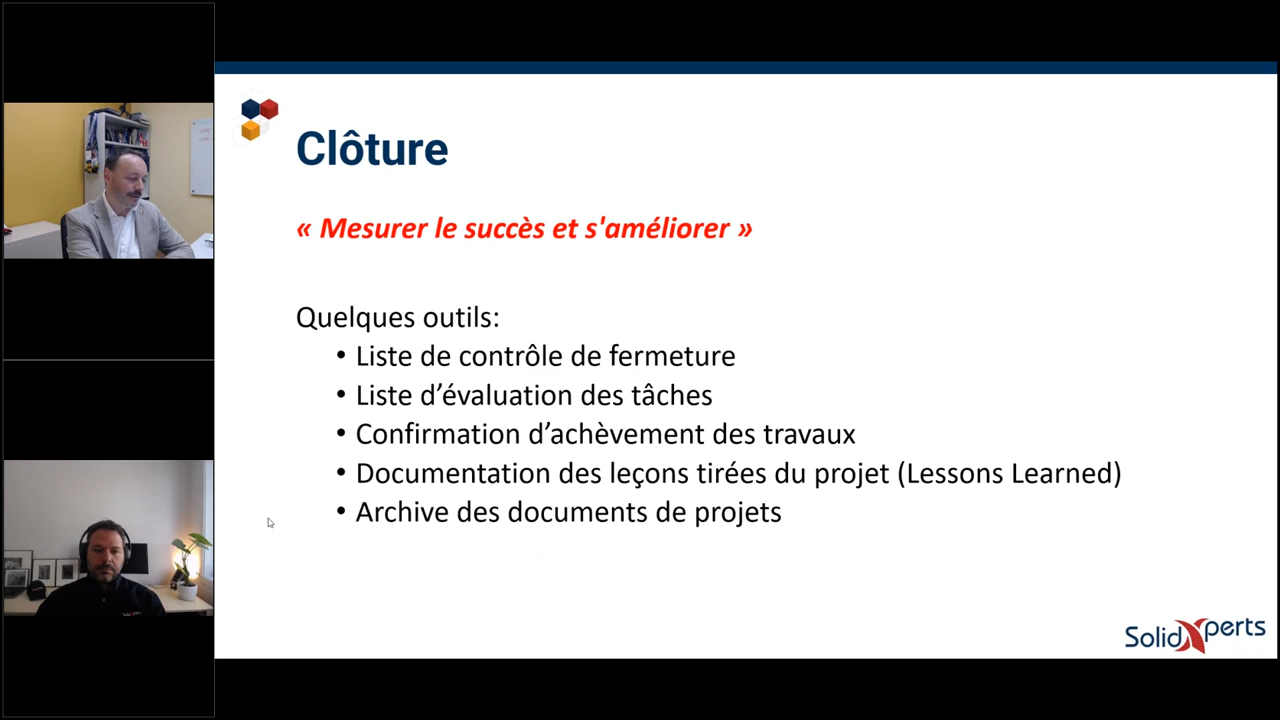 Clôture
« Mesurer le succès et s'améliorer »
Quelques outils:
• Liste de contrôle de fermeture
• Liste d’évaluation des tâches
• Confirmation d’achèvement des travaux
• Documentation des leçons tirées du projet (Lessons Learned)
• Archive des documents de projets
SolidXperts